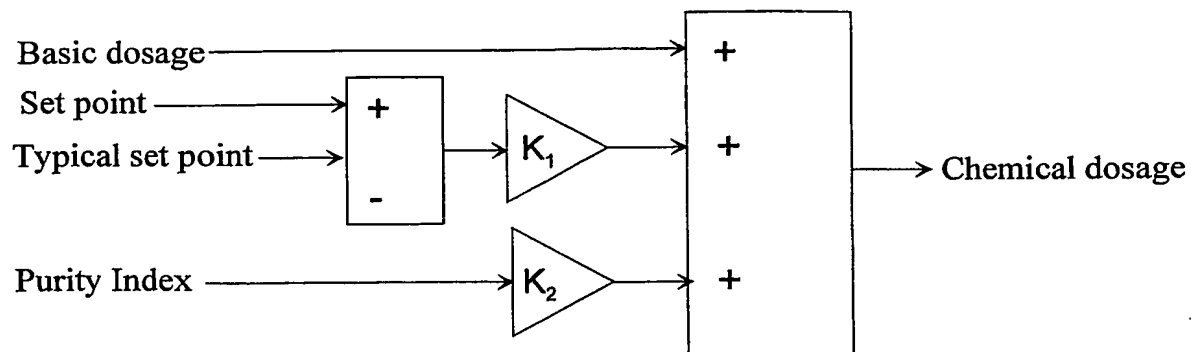 Basic dosage
+
Set point
+
Typical set point
K₁
+
Chemical dosage
-
Purity Index
K₂
+